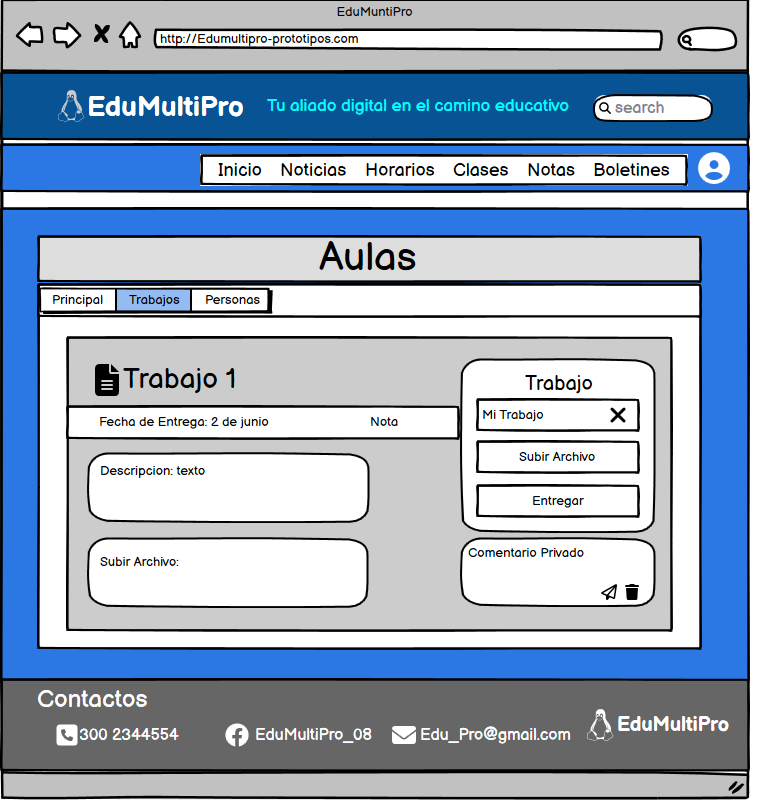 EduMuntiPro
http://Edumultipro-prototipos.com
EduMultiPro
Tu aliado digital en el camino educativo
search
Inicio Noticias Horarios Clases Notas Boletines
Aulas
Principal Trabajos Personas
Trabajo 1
Fecha de Entrega: 2 de junio Nota
Descripcion: texto
Subir Archivo:
Trabajo
Mi Trabajo
Subir Archivo
Entregar
Comentario Privado
Contactos
300 2344554 EduMultiPro_08 Edu_Pro@gmail.com EduMultiPro